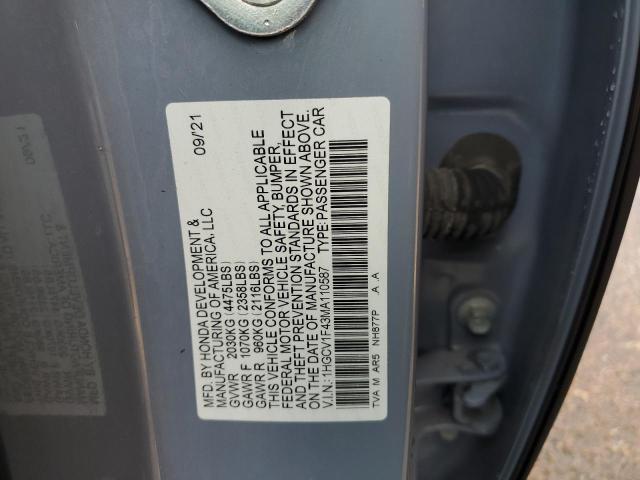 MFD. BY HONDA DEVELOPMENT &
MANUFACTURING OF AMERICA, LLC 09/21
GVWR 2030KG (4475LBS)
GAWR F 1070KG (2358LBS)
GAWR R 960KG (2116LBS)
THIS VEHICLE CONFORMS TO ALL APPLICABLE
FEDERAL MOTOR VEHICLE SAFETY, BUMPER,
AND THEFT PREVENTION STANDARDS IN EFFECT
ON THE DATE OF MANUFACTURE SHOWN ABOVE.
V.I.N.: 1HGCV1F43MA110587 TYPE: PASSENGER CAR
TVA M AR5 NH877P A A